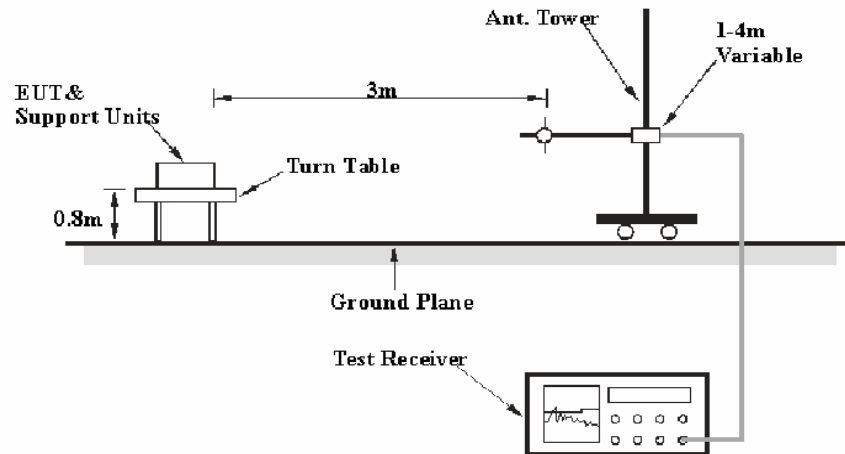 Ant. Tower
1-4m
Variable
EUT&
Support Units
3m
Turn Table
0.8m
Ground Plane
Test Receiver